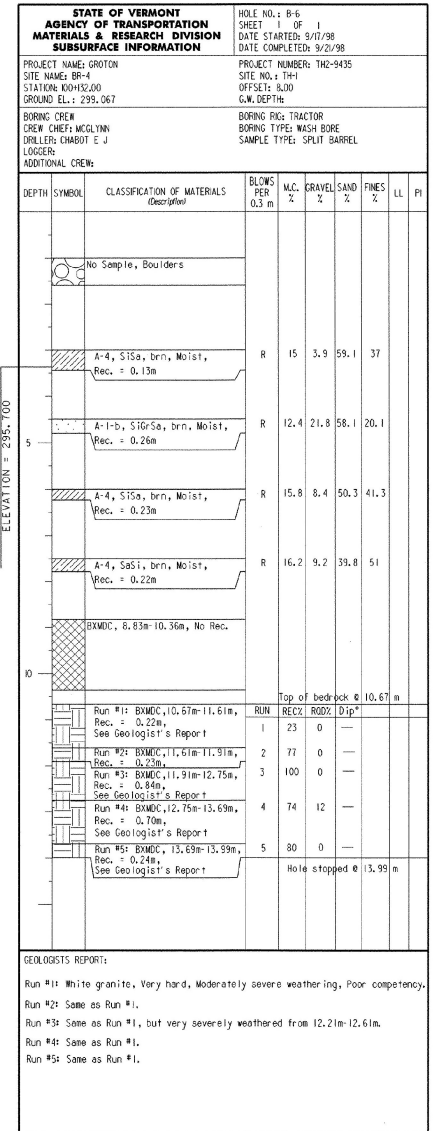 STATE OF VERMONT
AGENCY OF TRANSPORTATION
MATERIALS & RESEARCH DIVISION
SUBSURFACE INFORMATION
HOLE NO.: B-6
SHEET 1 OF 1
DATE STARTED: 9/17/98
DATE COMPLETED: 9/21/98
PROJECT NAME: GROTON
SITE NAME: BR-4
STATION: 100+132.00
GROUND EL.: 299.067
PROJECT NUMBER: TH2-9435
SITE NO.: TH-1
OFFSET: 8.00
G.W. DEPTH:
BORING CREW
CREW CHIEF: MCGLYNN
DRILLER: CHABOT E J
LOGGER:
ADDITIONAL CREW:
BORING RIG: TRACTOR
BORING TYPE: WASH BORE
SAMPLE TYPE: SPLIT BARREL
DEPTH SYMBOL CLASSIFICATION OF MATERIALS (Description) BLOWS PER 0.3 m M.C. % GRAVEL % SAND % FINES % LL PI
No Sample, Boulders
A-4, SiSa, brn, Moist, R 15 3.9 59.1 37
Rec. = 0.13m
A-1-b, SiGrSa, brn, Moist, R 12.4 21.8 58.1 20.1
5 Rec. = 0.26m
ELEVATION = 295.700
A-4, SiSa, brn, Moist, R 15.8 8.4 50.3 41.3
Rec. = 0.23m
A-4, SaSi, brn, Moist, R 16.2 9.2 39.8 51
Rec. = 0.22m
BXMDC, 8.83m-10.36m, No Rec.
10
Top of bedrock @ 10.67 m
RUN REC% RQD% Dip°
Run #1: BXMDC,10.67m-11.61m,
Rec. = 0.22m, 1 23 0 —
See Geologist's Report
Run #2: BXMDC,11.61m-11.91m, 2 77 0 —
Rec. = 0.23m,
Run #3: BXMDC,11.91m-12.75m, 3 100 0 —
Rec. = 0.84m,
See Geologist's Report
Run #4: BXMDC,12.75m-13.69m, 4 74 12 —
Rec. = 0.70m,
See Geologist's Report
Run #5: BXMDC, 13.69m-13.99m, 5 80 0 —
Rec. = 0.24m,
See Geologist's Report Hole stopped @ 13.99 m
GEOLOGISTS REPORT:
Run #1: White granite, Very hard, Moderately severe weathering, Poor competency.
Run #2: Same as Run #1.
Run #3: Same as Run #1, but very severely weathered from 12.21m-12.61m.
Run #4: Same as Run #1.
Run #5: Same as Run #1.